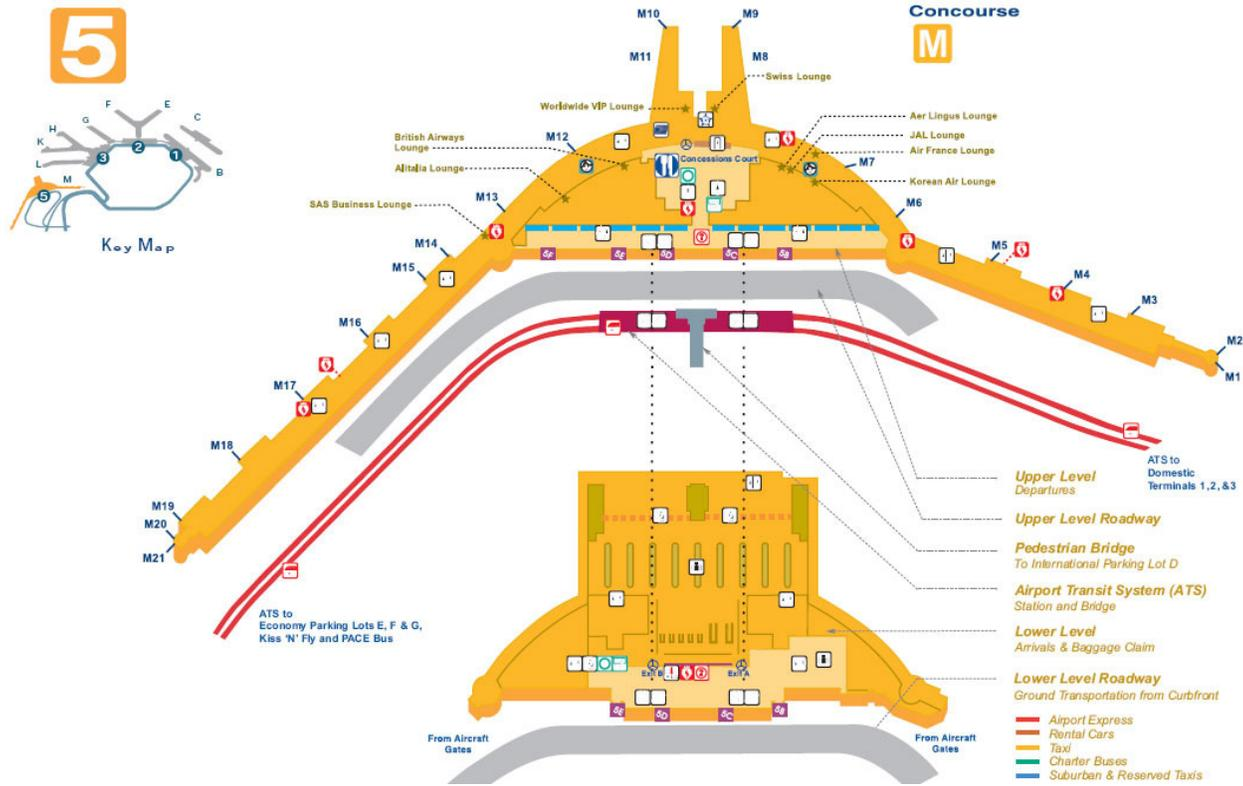 5
M10
M9
Concourse
M
M11
M8
Swiss Lounge
Worldwide VIP Lounge
Aer Lingus Lounge
JAL Lounge
Air France Lounge
Korean Air Lounge
British Airways
Lounge
Alitalia Lounge
SAS Business Lounge
M12
Concessions Court
M7
M13
M6
F
E
C
H
G
K
L
M
B
1
2
3
5
Key Map
M14
M15
M5
M4
M3
M2
M1
M16
M17
M18
M19
M20
M21
5F
5E
5D
5C
5B
ATS to
Domestic
Terminals 1, 2, &3
ATS to
Economy Parking Lots E, F & G,
Kiss 'N' Fly and PACE Bus
Upper Level
Departures
Upper Level Roadway
Pedestrian Bridge
To International Parking Lot D
Airport Transit System (ATS)
Station and Bridge
Lower Level
Arrivals & Baggage Claim
Lower Level Roadway
Ground Transportation from Curbfront
Exit B
Exit A
5E
5D
5C
5B
From Aircraft
Gates
From Aircraft
Gates
Airport Express
Rental Cars
Taxi
Charter Buses
Suburban & Reserved Taxis